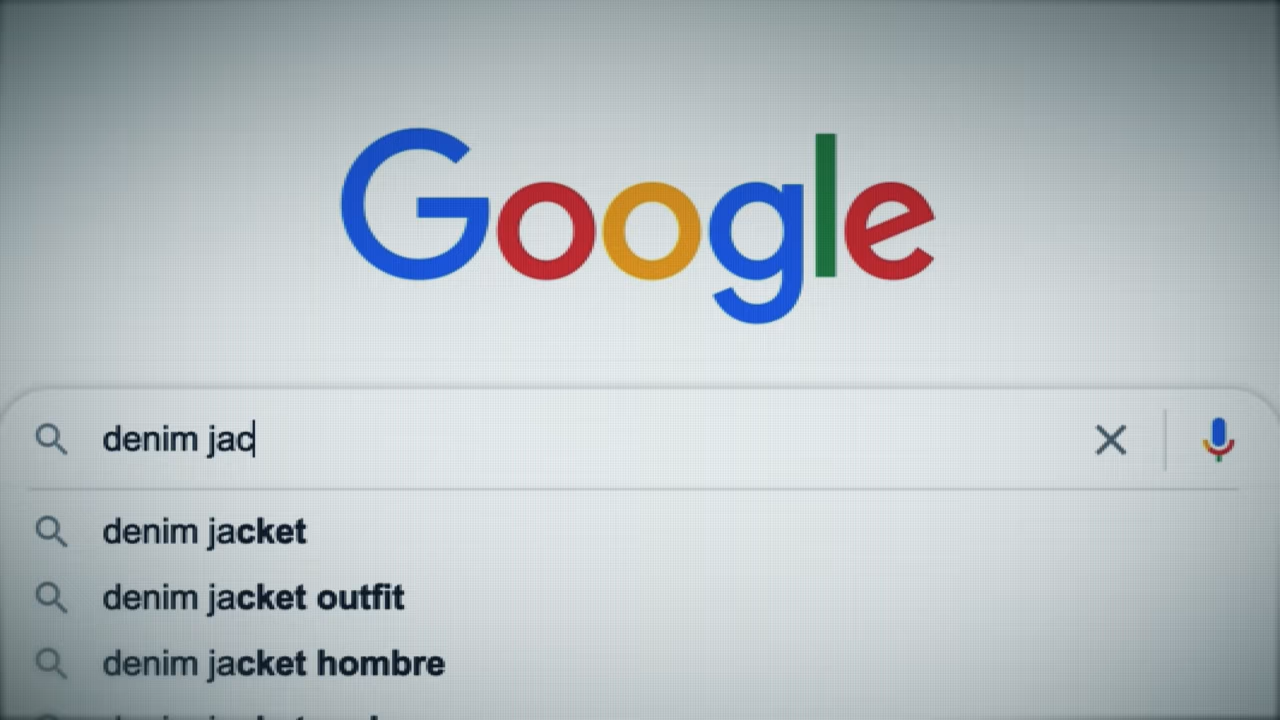 Google
denim jac
denim jacket
denim jacket outfit
denim jacket hombre